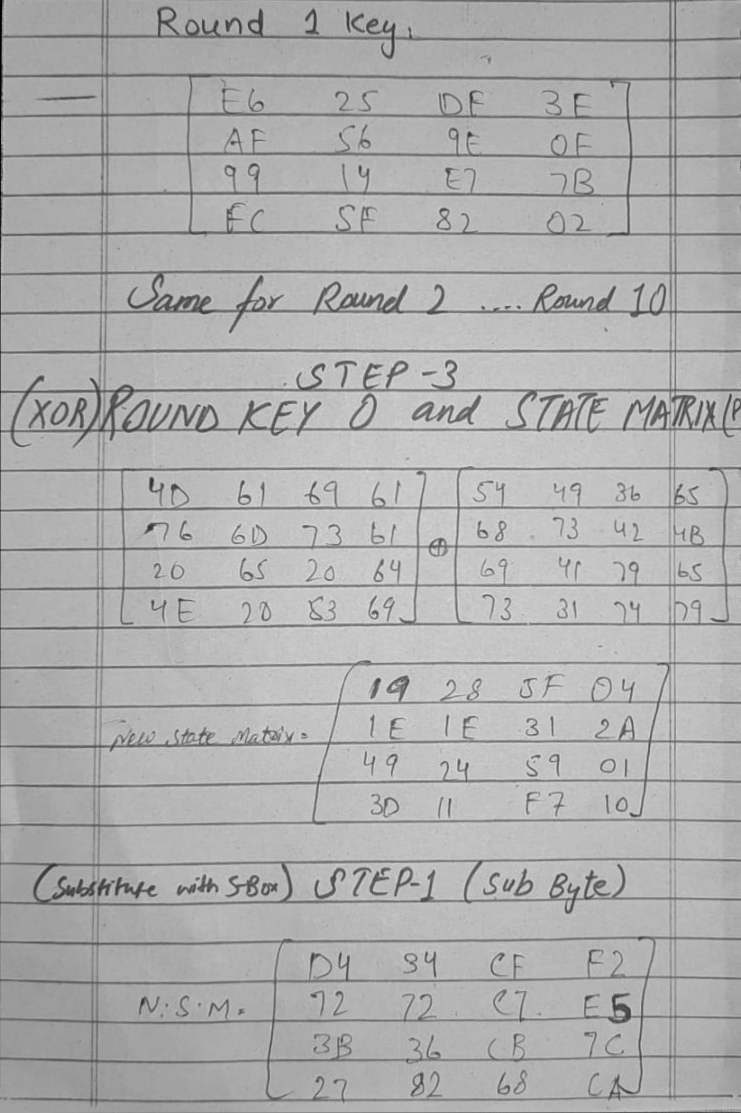 Round 1 Key.
E6 25 DF 3E
AF 56 9E 0F
99 14 E7 7B
FC 5F 82 02
Same for Round 2 .... Round 10
STEP-3
(XOR) ROUND KEY 0 and STATE MATRIX (P
4D 61 69 61 ⊕ 54 49 36 65
76 6D 73 61 68 73 42 4B
20 65 20 64 69 41 79 65
4E 20 83 69 73 31 74 79
19 28 5F 04
New State Matrix = 1E 1E 31 2A
49 24 59 01
3D 11 F7 10
(Substitute with S-Box) STEP-1 (Sub Byte)
D4 34 CF F2
N.S.M. = 72 72 C7 E5
3B 36 CB 7C
27 82 68 CA